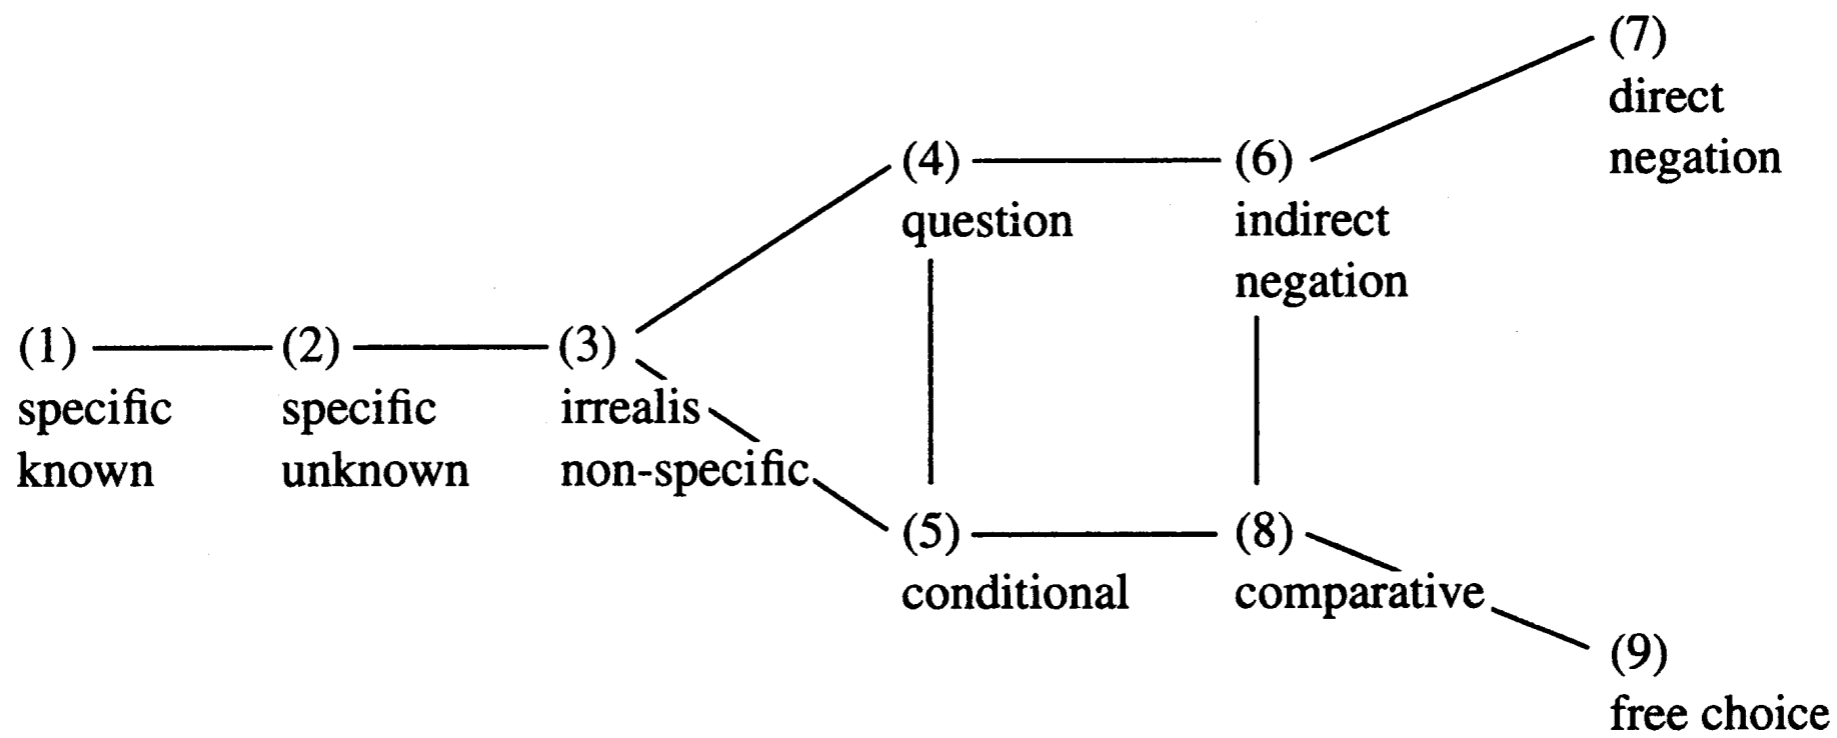 (7)
direct
negation
(4)
question
(6)
indirect
negation
(1)
specific
known
(2)
specific
unknown
(3)
irrealis
non-specific
(5)
conditional
(8)
comparative
(9)
free choice